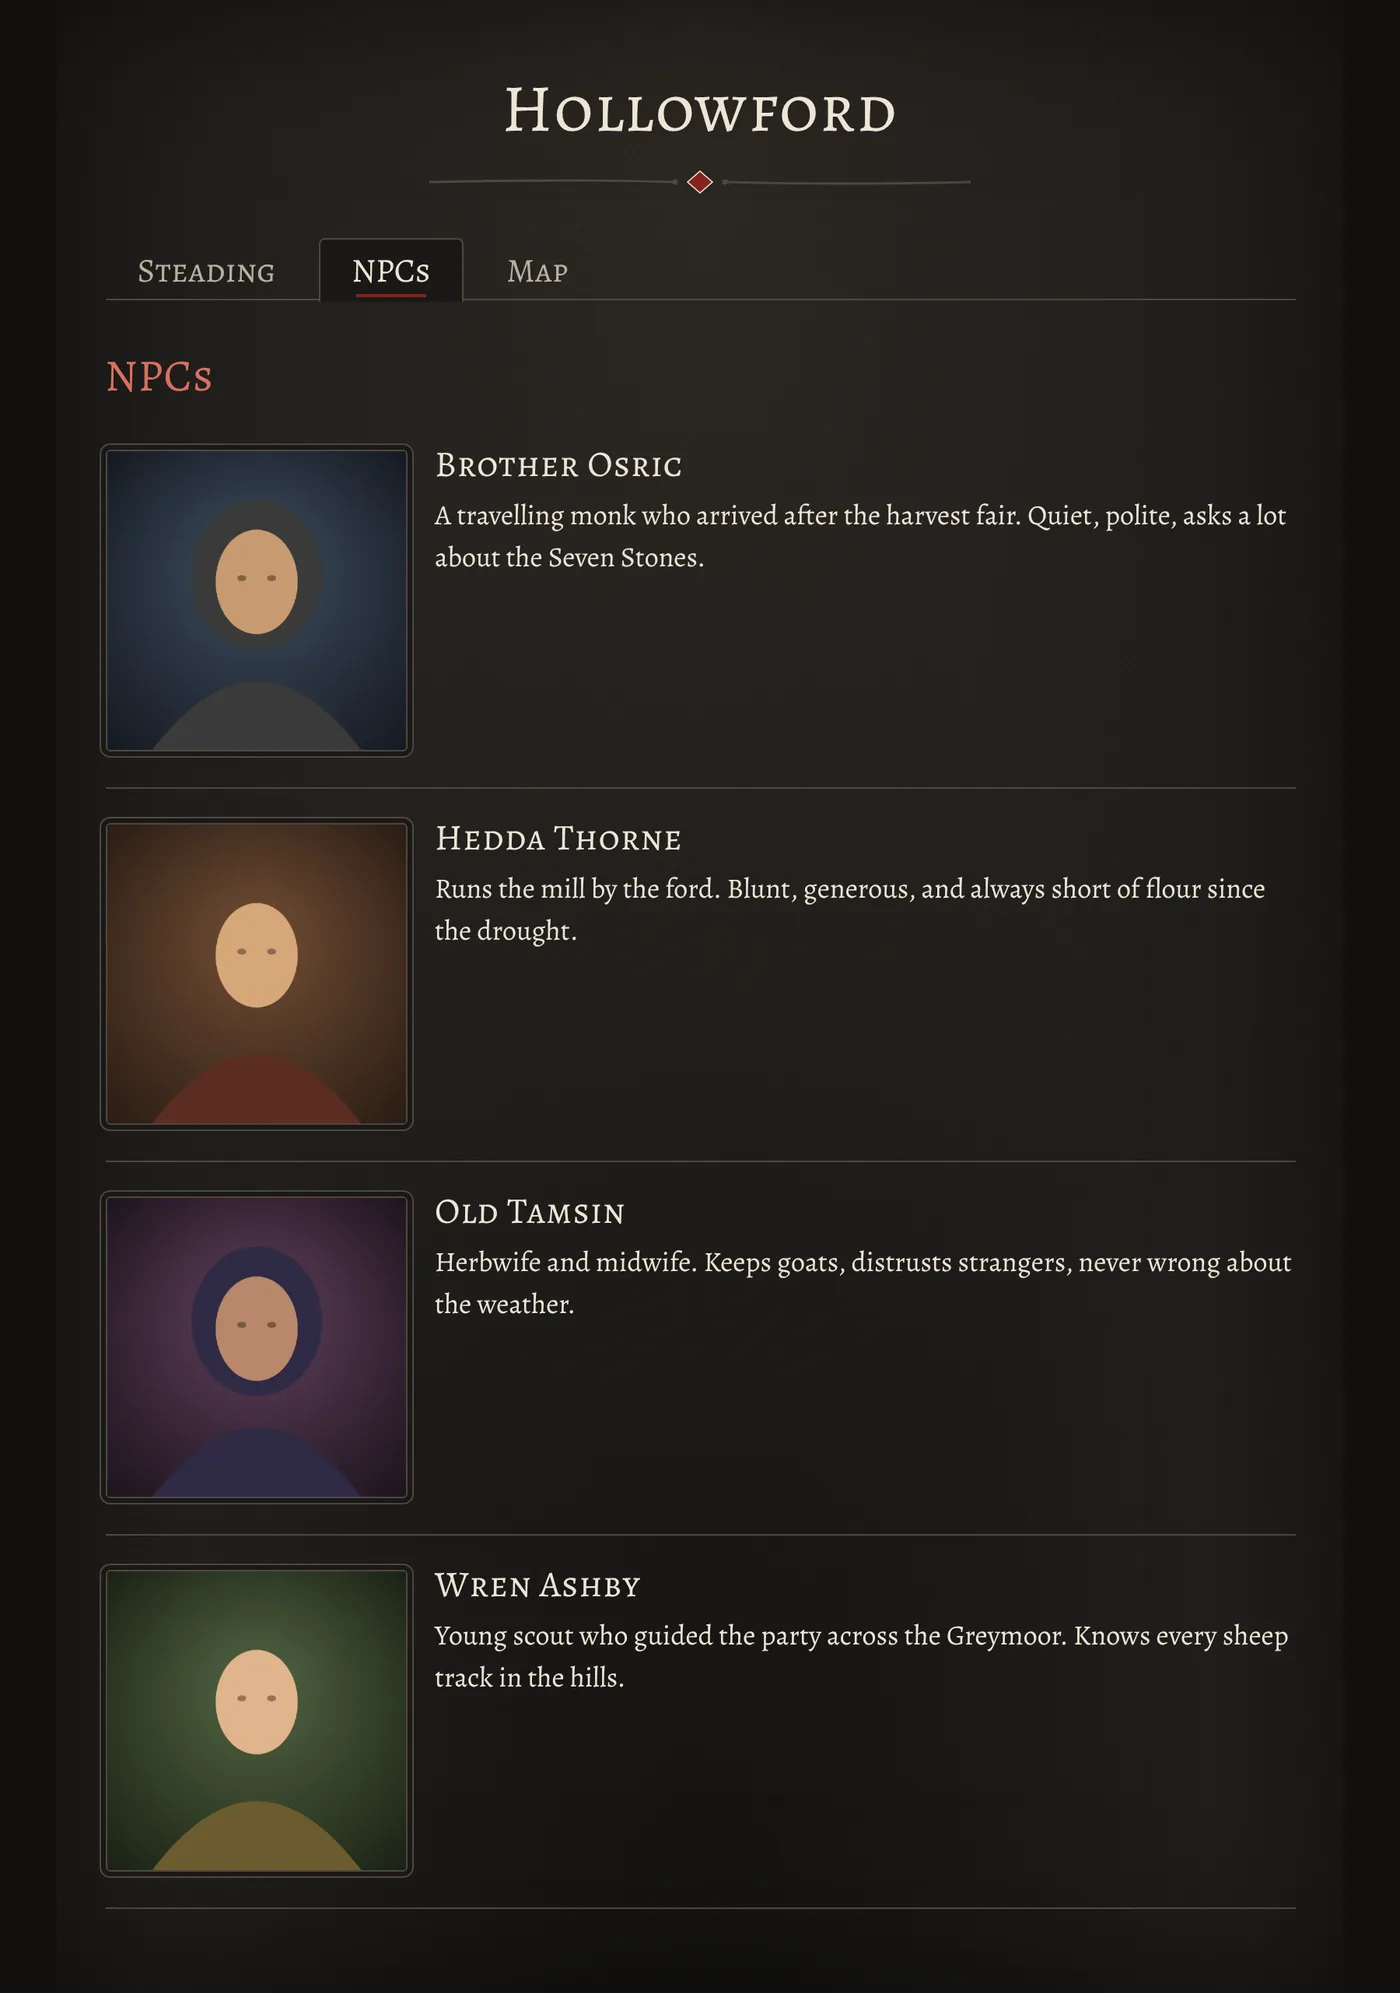 Hollowford
Steading
NPCs
Map
NPCs
Brother Osric
A travelling monk who arrived after the harvest fair. Quiet, polite, asks a lot
about the Seven Stones.
Hedda Thorne
Runs the mill by the ford. Blunt, generous, and always short of flour since
the drought.
Old Tamsin
Herbwife and midwife. Keeps goats, distrusts strangers, never wrong about
the weather.
Wren Ashby
Young scout who guided the party across the Greymoor. Knows every sheep
track in the hills.